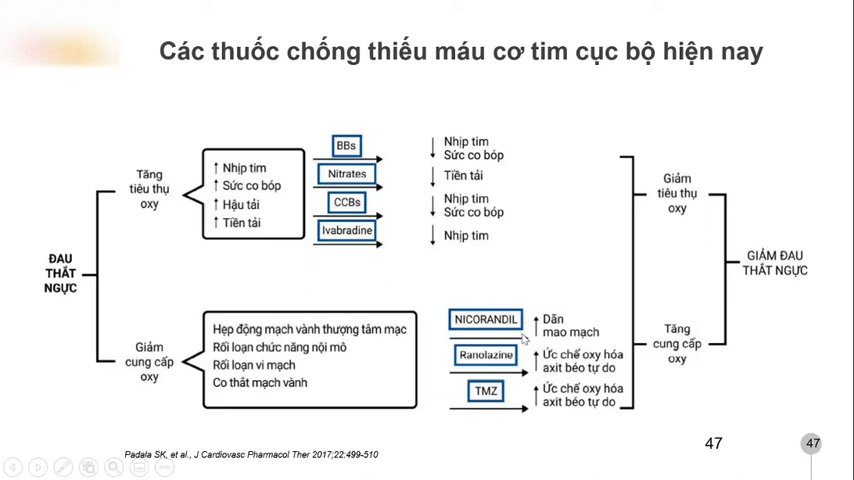 Các thuốc chống thiếu máu cơ tim cục bộ hiện nay
Tăng
tiêu thụ
oxy
↑ Nhịp tim
↑ Sức co bóp
↑ Hậu tải
↑ Tiền tải
BBs
Nitrates
CCBs
Ivabradine
↓ Nhịp tim
Sức co bóp
↓ Tiền tải
↓ Nhịp tim
Sức co bóp
↓ Nhịp tim
Giảm
tiêu thụ
oxy
ĐAU
THẮT
NGỰC
GIẢM ĐAU
THẮT NGỰC
Giảm
cung cấp
oxy
Hẹp động mạch vành thượng tâm mạc
Rối loạn chức năng nội mô
Rối loạn vi mạch
Co thắt mạch vành
NICORANDIL
Ranolazine
TMZ
↑ Dãn
mao mạch
↑ Ức chế oxy hóa
axit béo tự do
↑ Ức chế oxy hóa
axit béo tự do
Tăng
cung cấp
oxy
47
47
Padala SK, et al., J Cardiovasc Pharmacol Ther 2017;22:499-510